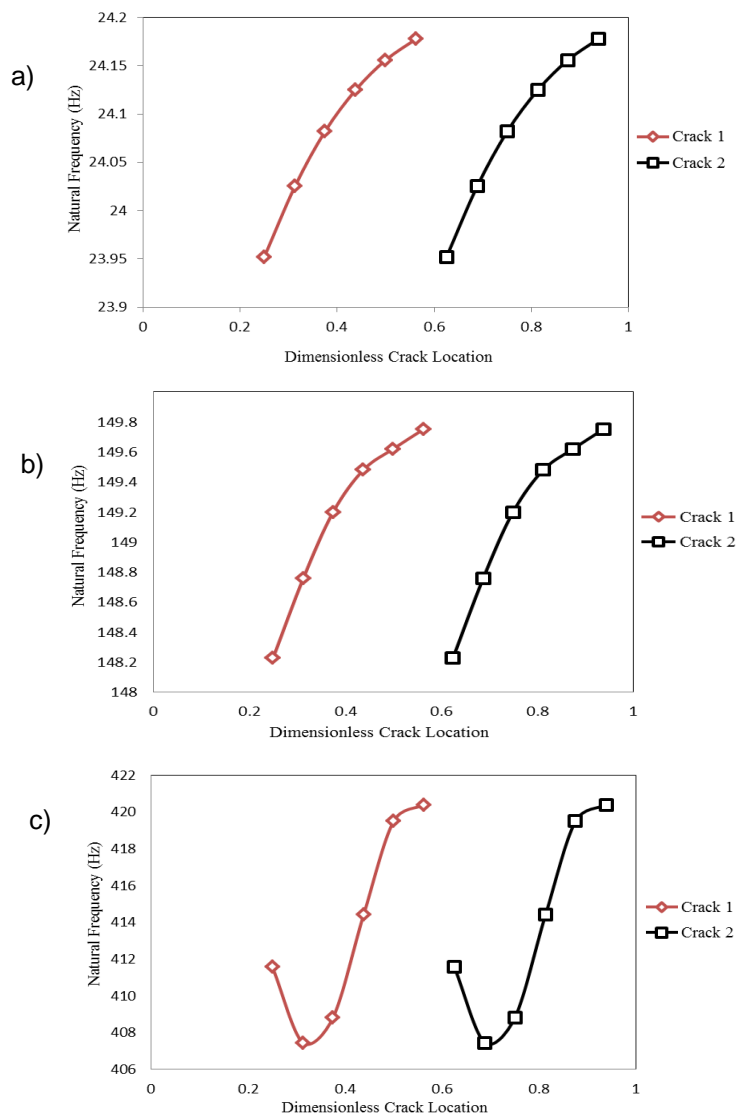 a)
Natural Frequency (Hz)
24.2
24.15
24.1
24.05
24
23.95
23.9
0 0.2 0.4 0.6 0.8 1
Dimensionless Crack Location
Crack 1
Crack 2
b)
Natural Frequency (Hz)
149.8
149.6
149.4
149.2
149
148.8
148.6
148.4
148.2
148
0 0.2 0.4 0.6 0.8 1
Dimensionless Crack Location
Crack 1
Crack 2
c)
Natural Frequency (Hz)
422
420
418
416
414
412
410
408
406
0 0.2 0.4 0.6 0.8 1
Dimensionless Crack Location
Crack 1
Crack 2